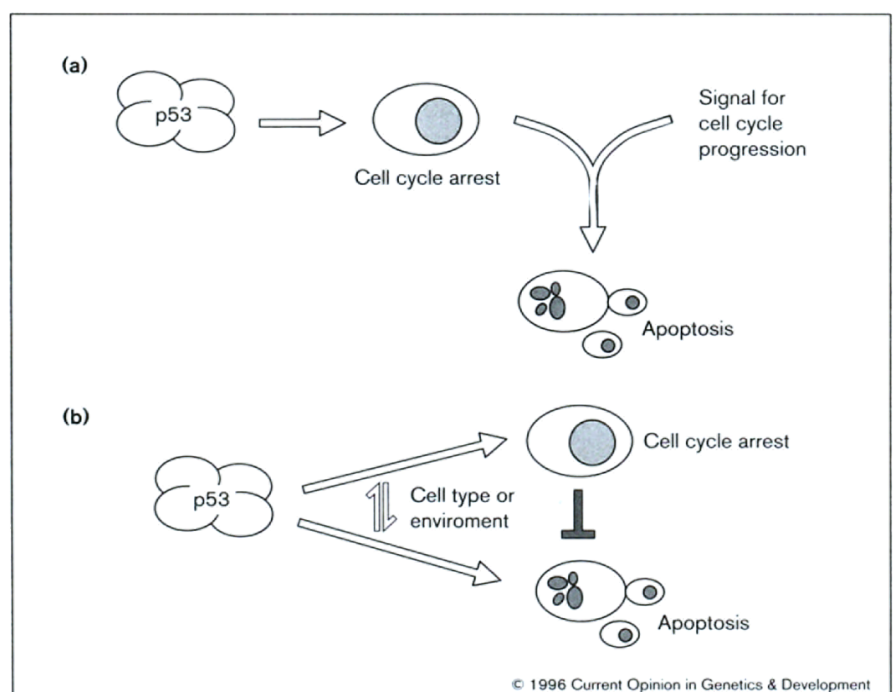 (a)
p53
Cell cycle arrest
Signal for
cell cycle
progression
Apoptosis
(b)
p53
Cell type or
enviroment
Cell cycle arrest
Apoptosis
© 1996 Current Opinion in Genetics & Development